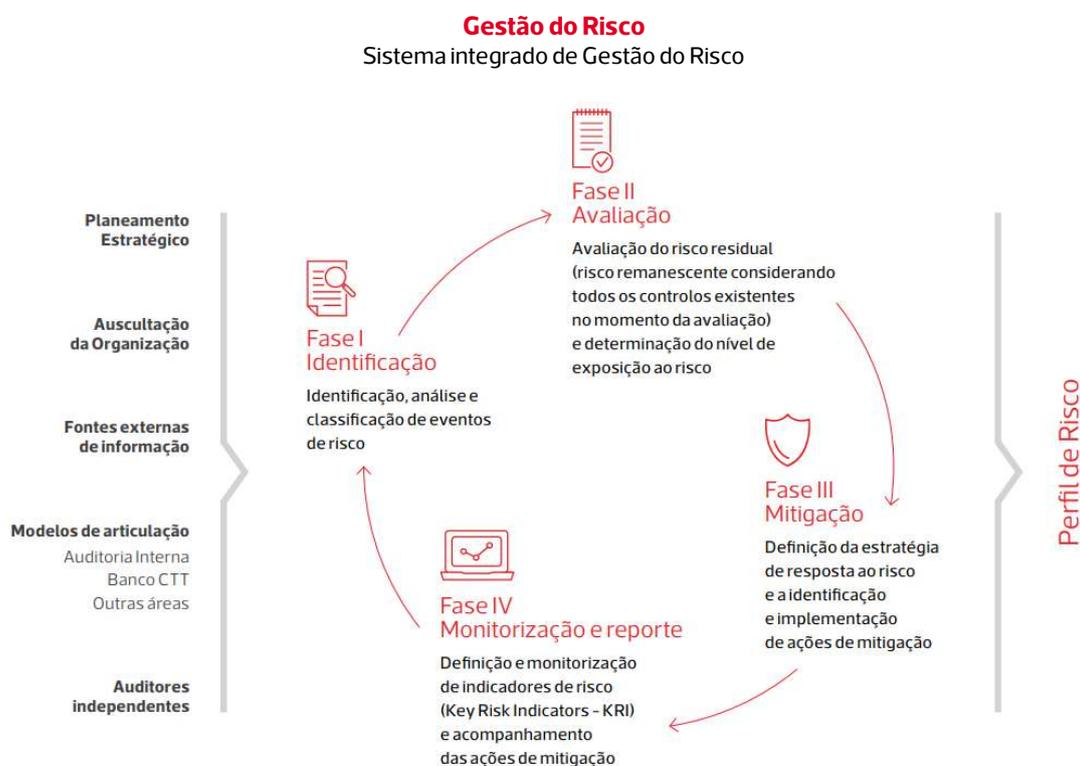 Gestão do Risco
Sistema integrado de Gestão do Risco
Planeamento
Estratégico
Auscultação
da Organização
Fontes externas
de informação
Modelos de articulação
Auditoria Interna
Banco CTT
Outras áreas
Auditores
independentes
Fase I
Identificação
Identificação, análise e
classificação de eventos
de risco
Fase II
Avaliação
Avaliação do risco residual
(risco remanescente considerando
todos os controlos existentes
no momento da avaliação)
e determinação do nível de
exposição ao risco
Fase III
Mitigação
Definição da estratégia
de resposta ao risco
e a identificação
e implementação
de ações de mitigação
Fase IV
Monitorização e reporte
Definição e monitorização
de indicadores de risco
(Key Risk Indicators - KRI)
e acompanhamento
das ações de mitigação
Perfil de Risco